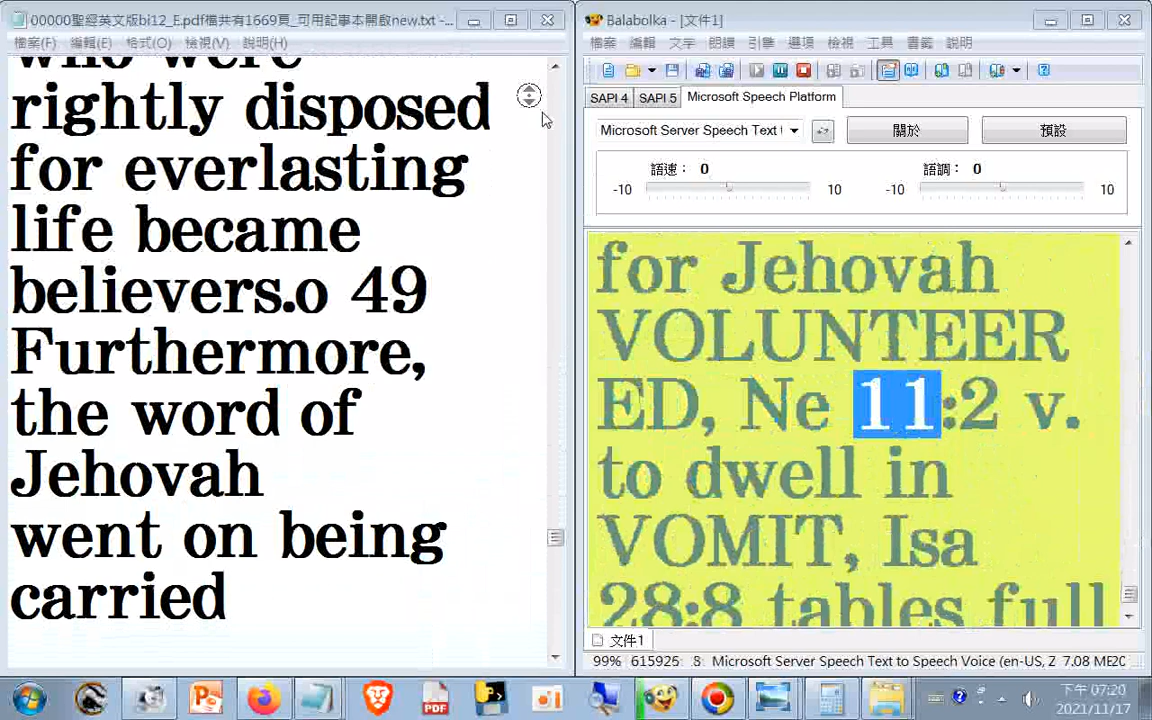 00000聖經英文版bi12_E.pdf檔共有1669頁_可用記事本開啟new.txt -...
檔案(F) 編輯(E) 格式(O) 檢視(V) 說明(H)
who were
rightly disposed
for everlasting
life became
believers.o 49
Furthermore,
the word of
Jehovah
went on being
carried
Balabolka - [文件1]
檔案 編輯 文字 朗讀 引擎 選項 檢視 工具 書籤 說明
SAPI 4 SAPI 5 Microsoft Speech Platform
Microsoft Server Speech Text 關於 預設
語速： 0 語調： 0
-10 10 -10 10
for Jehovah
VOLUNTEER
ED, Ne 11:2 v.
to dwell in
VOMIT, Isa
28:8 tables full
文件1
99% 615925: 8: Microsoft Server Speech Text to Speech Voice (en-US, Z 7.08 ME20
PDF
下午 07:20
2021/11/17